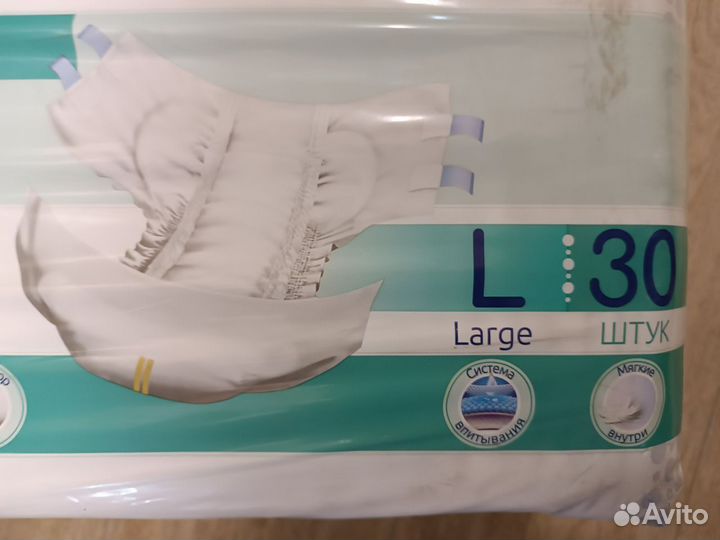 L 30
Large ШТУК
Система
впитывания
Мягкие
внутри
Avito